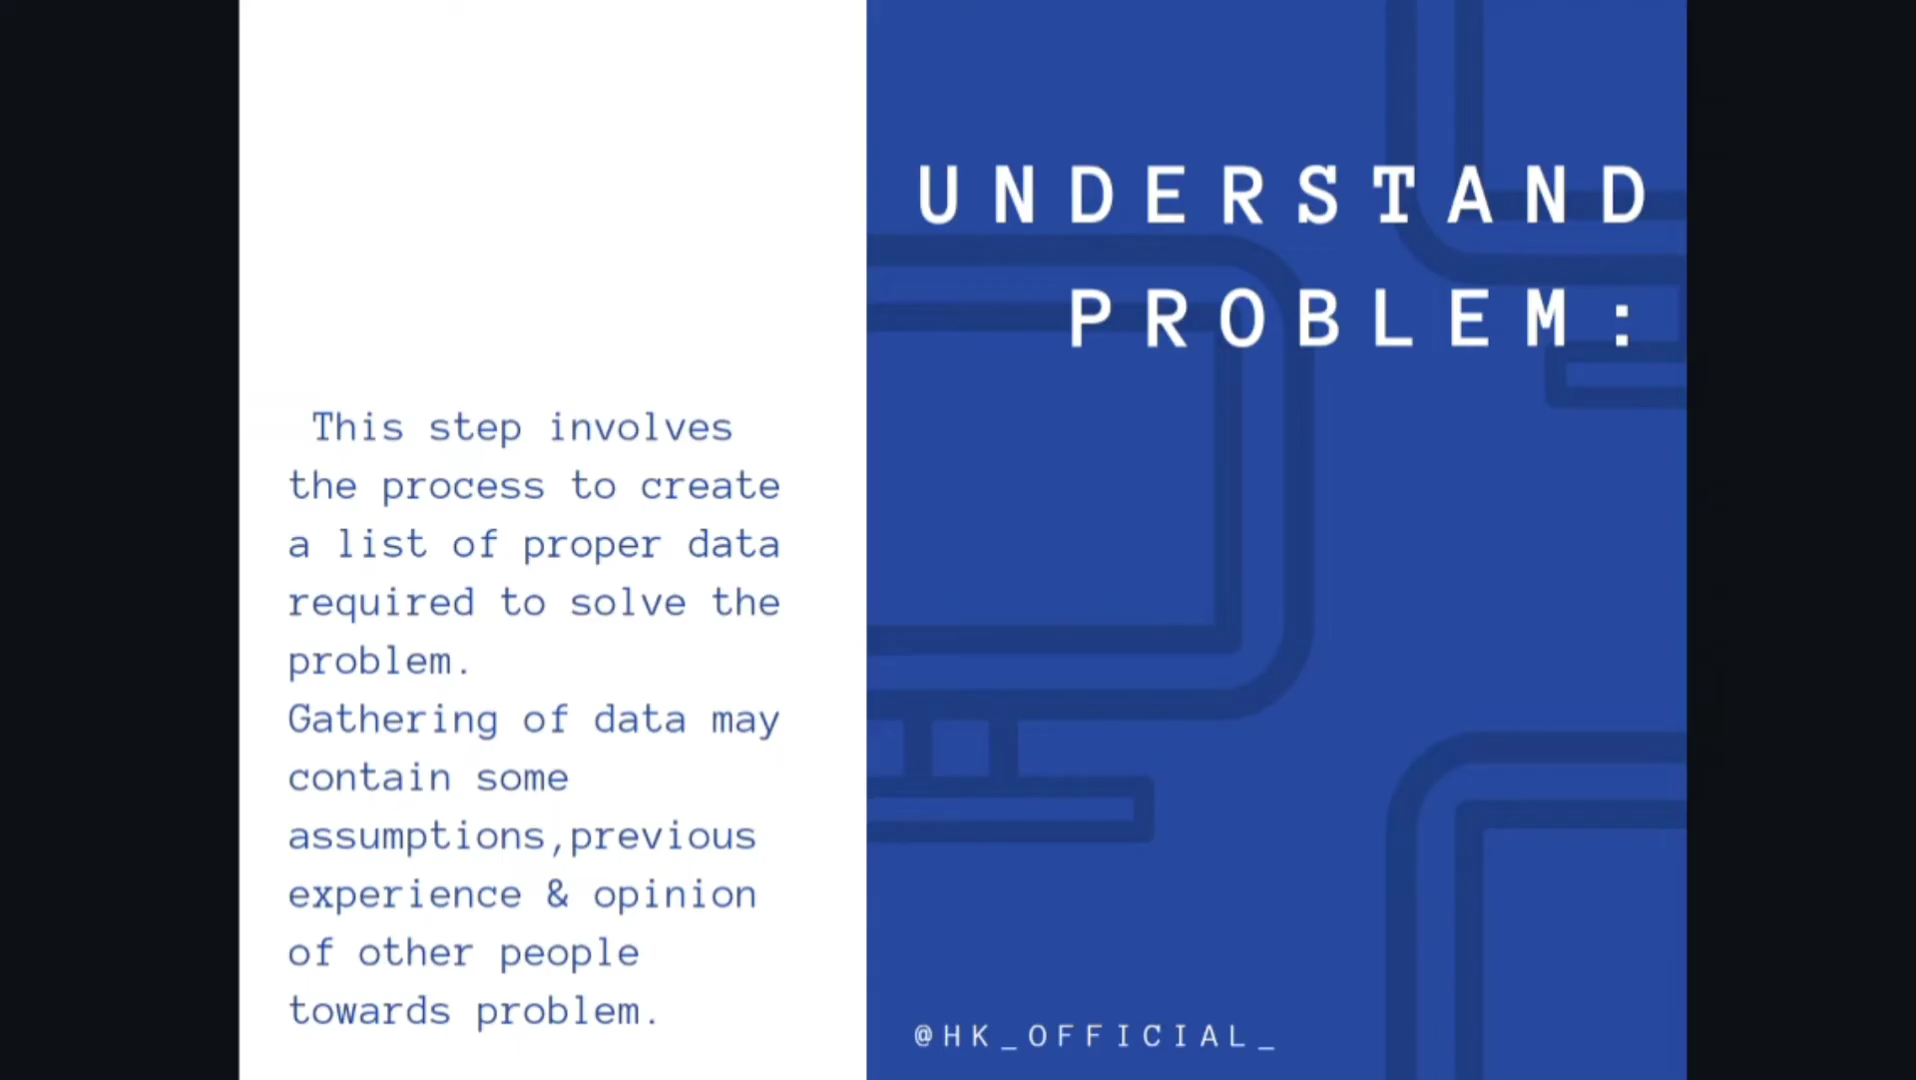 UNDERSTAND
PROBLEM:
This step involves
the process to create
a list of proper data
required to solve the
problem.
Gathering of data may
contain some
assumptions,previous
experience & opinion
of other people
towards problem.
@HK_OFFICIAL_